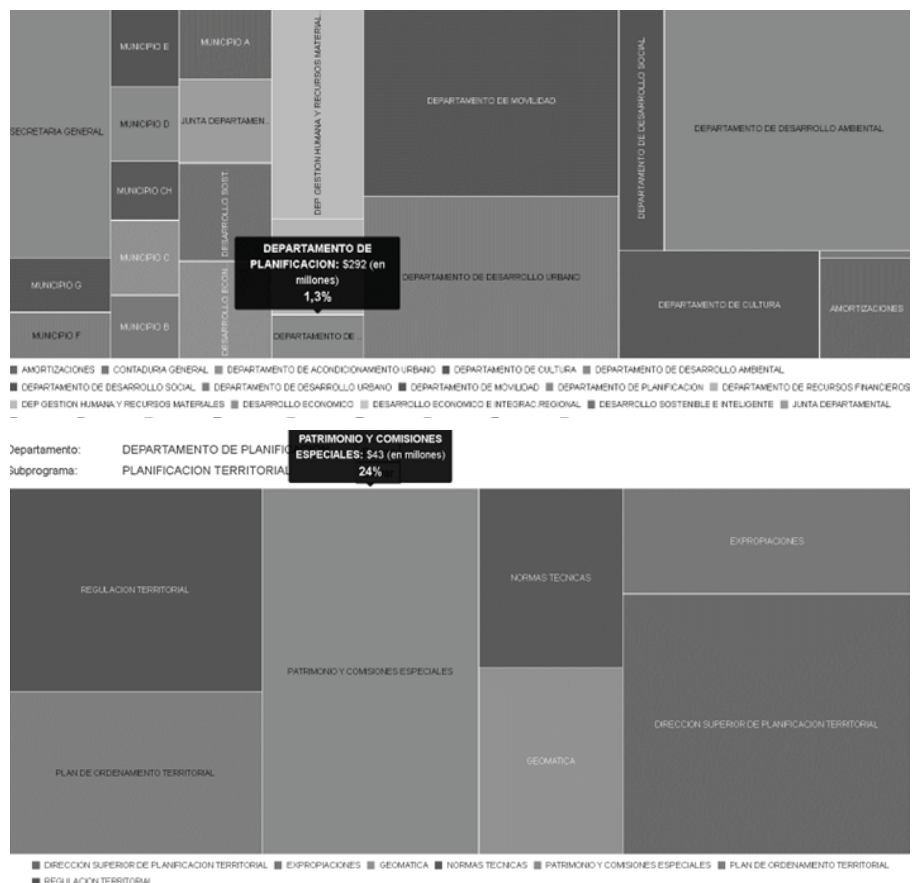 SECRETARIA GENERAL
MUNICIPIO G
MUNICIPIO F
MUNICIPIO E
MUNICIPIO D
MUNICIPIO CH
MUNICIPIO C
MUNICIPIO B
MUNICIPIO A
JUNTA DEPARTAMEN...
DESARROLLO SOST.
DESARROLLO ECON.
DEP GESTION HUMANA Y RECURSOS MATERIAL...
DEPARTAMENTO DE
PLANIFICACION: $292 (en
millones)
1,3%
DEPARTAMENTO DE ...
DEPARTAMENTO DE MOVILIDAD
DEPARTAMENTO DE DESARROLLO URBANO
DEPARTAMENTO DE DESARROLLO SOCIAL
DEPARTAMENTO DE DESARROLLO AMBIENTAL
DEPARTAMENTO DE CULTURA
AMORTIZACIONES
AMORTIZACIONES CONTADURIA GENERAL DEPARTAMENTO DE ACONDICIONAMIENTO URBANO DEPARTAMENTO DE CULTURA DEPARTAMENTO DE DESARROLLO AMBIENTAL
DEPARTAMENTO DE DESARROLLO SOCIAL DEPARTAMENTO DE DESARROLLO URBANO DEPARTAMENTO DE MOVILIDAD DEPARTAMENTO DE PLANIFICACION DEPARTAMENTO DE RECURSOS FINANCIEROS
DEP GESTION HUMANA Y RECURSOS MATERIALES DESARROLLO ECONOMICO DESARROLLO ECONOMICO E INTEGRAC.REGIONAL DESARROLLO SOSTENIBLE E INTELIGENTE JUNTA DEPARTAMENTAL
Departamento: DEPARTAMENTO DE PLANIFIC
Subprograma: PLANIFICACION TERRITORIAL
PATRIMONIO Y COMISIONES
ESPECIALES: $43 (en millones)
24%
REGULACION TERRITORIAL
PLAN DE ORDENAMIENTO TERRITORIAL
PATRIMONIO Y COMISIONES ESPECIALES
NORMAS TECNICAS
GEOMATICA
EXPROPIACIONES
DIRECCION SUPERIOR DE PLANIFICACION TERRITORIAL
DIRECCION SUPERIOR DE PLANIFICACION TERRITORIAL EXPROPIACIONES GEOMATICA NORMAS TECNICAS PATRIMONIO Y COMISIONES ESPECIALES PLAN DE ORDENAMIENTO TERRITORIAL
REGULACION TERRITORIAL